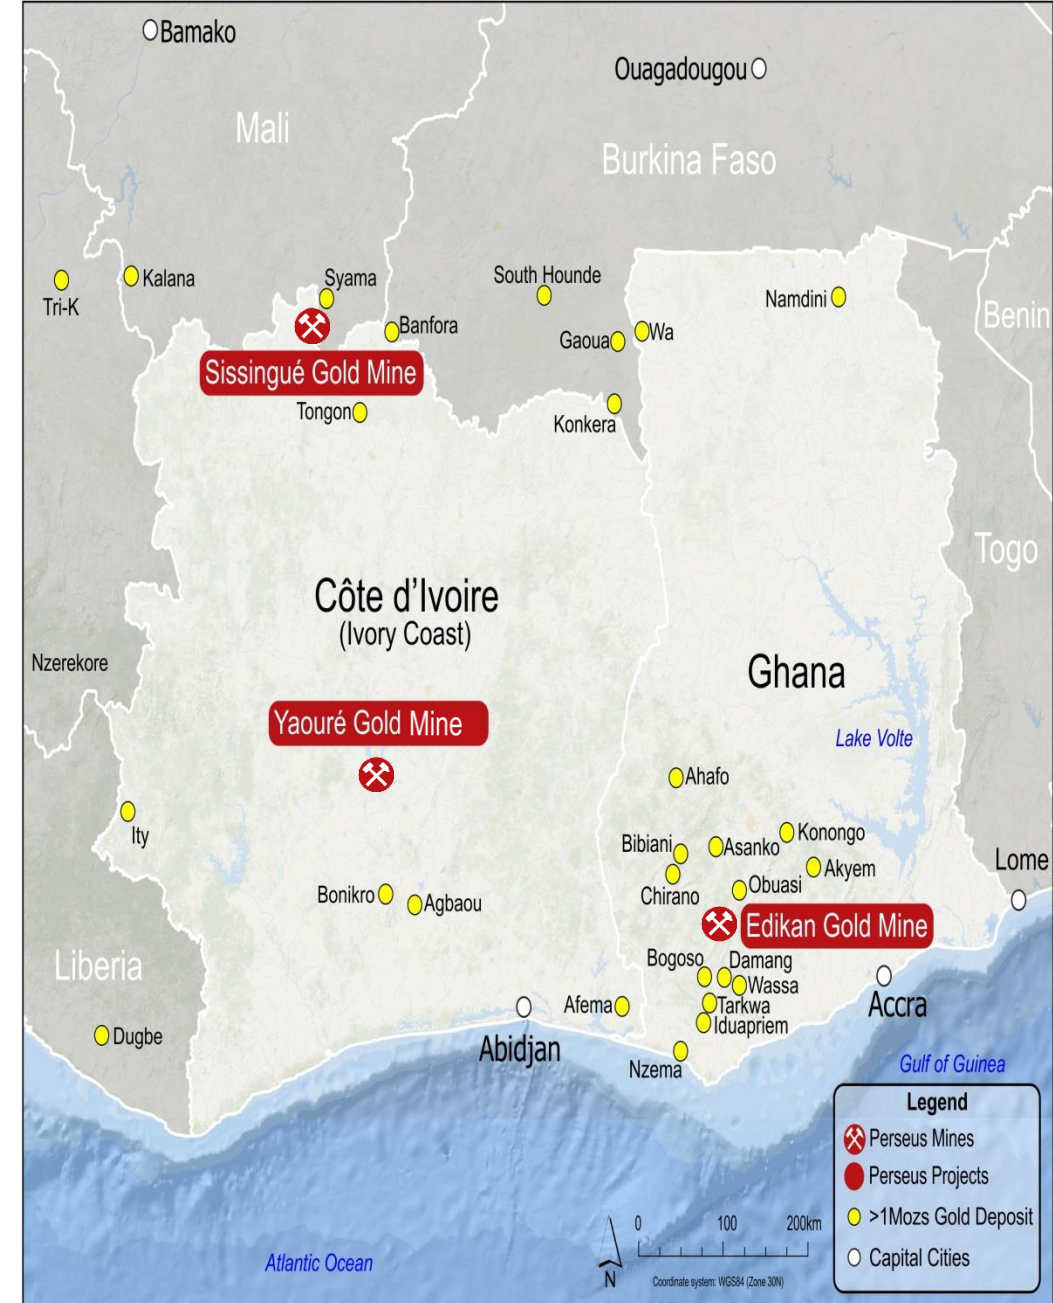 Bamako
Ouagadougou
Mali
Burkina Faso
Kalana
Tri-K
Syama
South Hounde
Namdini
Benin
Banfora
Gaoua
Wa
Sissingué Gold Mine
Tongon
Konkera
Togo
Côte d’Ivoire
(Ivory Coast)
Nzerekore
Ghana
Yaouré Gold Mine
Lake Volte
Ahafo
Ity
Bibiani
Asanko
Konongo
Akyem
Lome
Chirano
Obuasi
Bonikro
Agbaou
Edikan Gold Mine
Liberia
Bogoso
Damang
Wassa
Afema
Tarkwa
Accra
Iduapriem
Dugbe
Abidjan
Nzema
Gulf of Guinea
Legend
Perseus Mines
Perseus Projects
>1Mozs Gold Deposit
Capital Cities
0 100 200km
N
Coordinate system: WGS84 (Zone 30N)
Atlantic Ocean